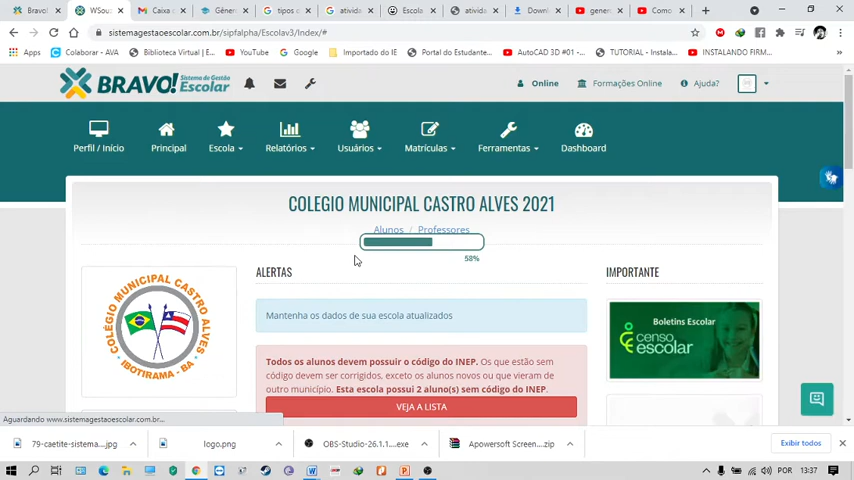 Bravo!
WSou
Caixa
Gêner
tipos
ativida
Escola
ativida
Downl
gener
Como
sistemagestaoescolar.com.br/sipfalpha/Escolav3/Index/#
Apps
Colaborar - AVA
Biblioteca Virtual | E...
YouTube
Google
Importado do IE
Portal do Estudante...
AutoCAD 3D #01 -...
TUTORIAL - Instala...
INSTALANDO FIRM...
BRAVO! Sistema de Gestão Escolar
Online
Formações Online
Ajuda?
Perfil / Início
Principal
Escola
Relatórios
Usuários
Matrículas
Ferramentas
Dashboard
COLEGIO MUNICIPAL CASTRO ALVES 2021
Alunos / Professores
58%
ALERTAS
IMPORTANTE
COLÉGIO MUNICIPAL CASTRO ALVES
IBOTIRAMA - BA
Mantenha os dados de sua escola atualizados
Todos os alunos devem possuir o código do INEP. Os que estão sem
código devem ser corrigidos, exceto os alunos novos ou que vieram de
outro município. Esta escola possui 2 aluno(s) sem código do INEP.
VEJA A LISTA
Boletins Escolar
censo
escolar
Aguardando www.sistemagestaoescolar.com.br...
79-caetite-sistema....jpg
logo.png
OBS-Studio-26.1.1....exe
Apowersoft Screen....zip
Exibir todos
POR
13:37